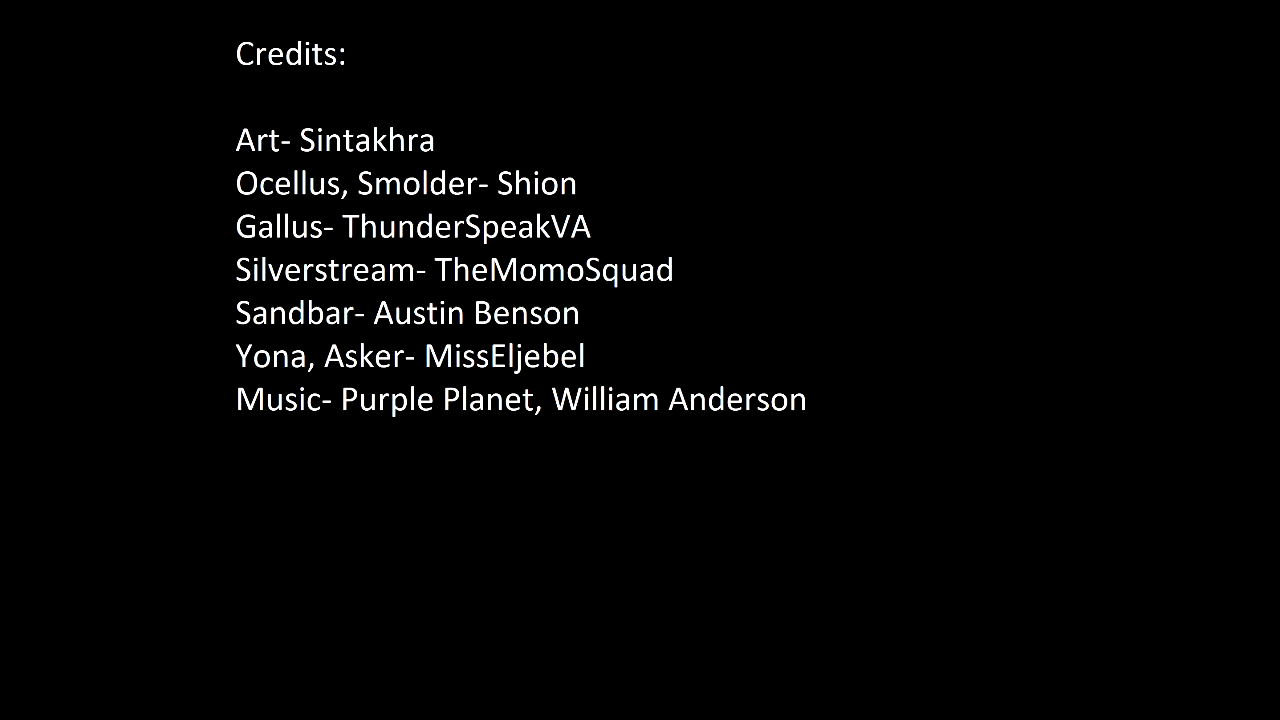 Credits:
Art- Sintakhra
Ocellus, Smolder- Shion
Gallus- ThunderSpeakVA
Silverstream- TheMomoSquad
Sandbar- Austin Benson
Yona, Asker- MissEljebel
Music- Purple Planet, William Anderson